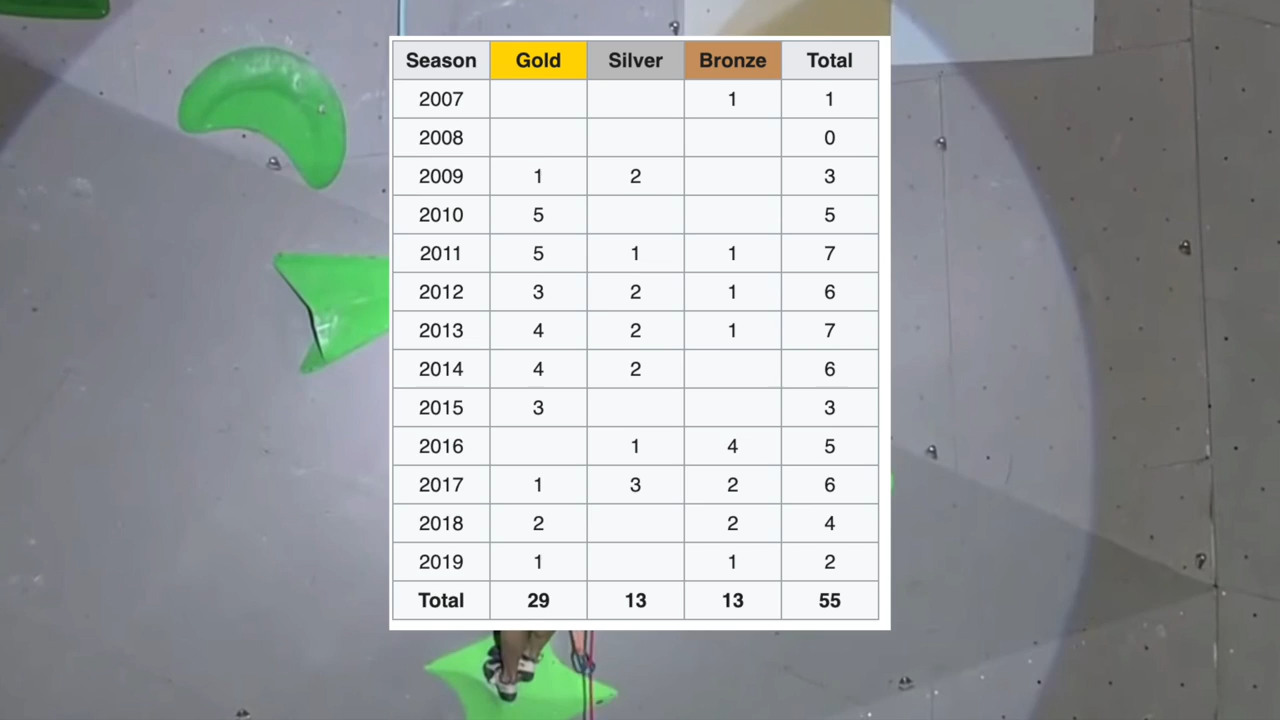 Season Gold Silver Bronze Total
2007 1 1
2008 0
2009 1 2 3
2010 5 5
2011 5 1 1 7
2012 3 2 1 6
2013 4 2 1 7
2014 4 2 6
2015 3 3
2016 1 4 5
2017 1 3 2 6
2018 2 2 4
2019 1 1 2
Total 29 13 13 55